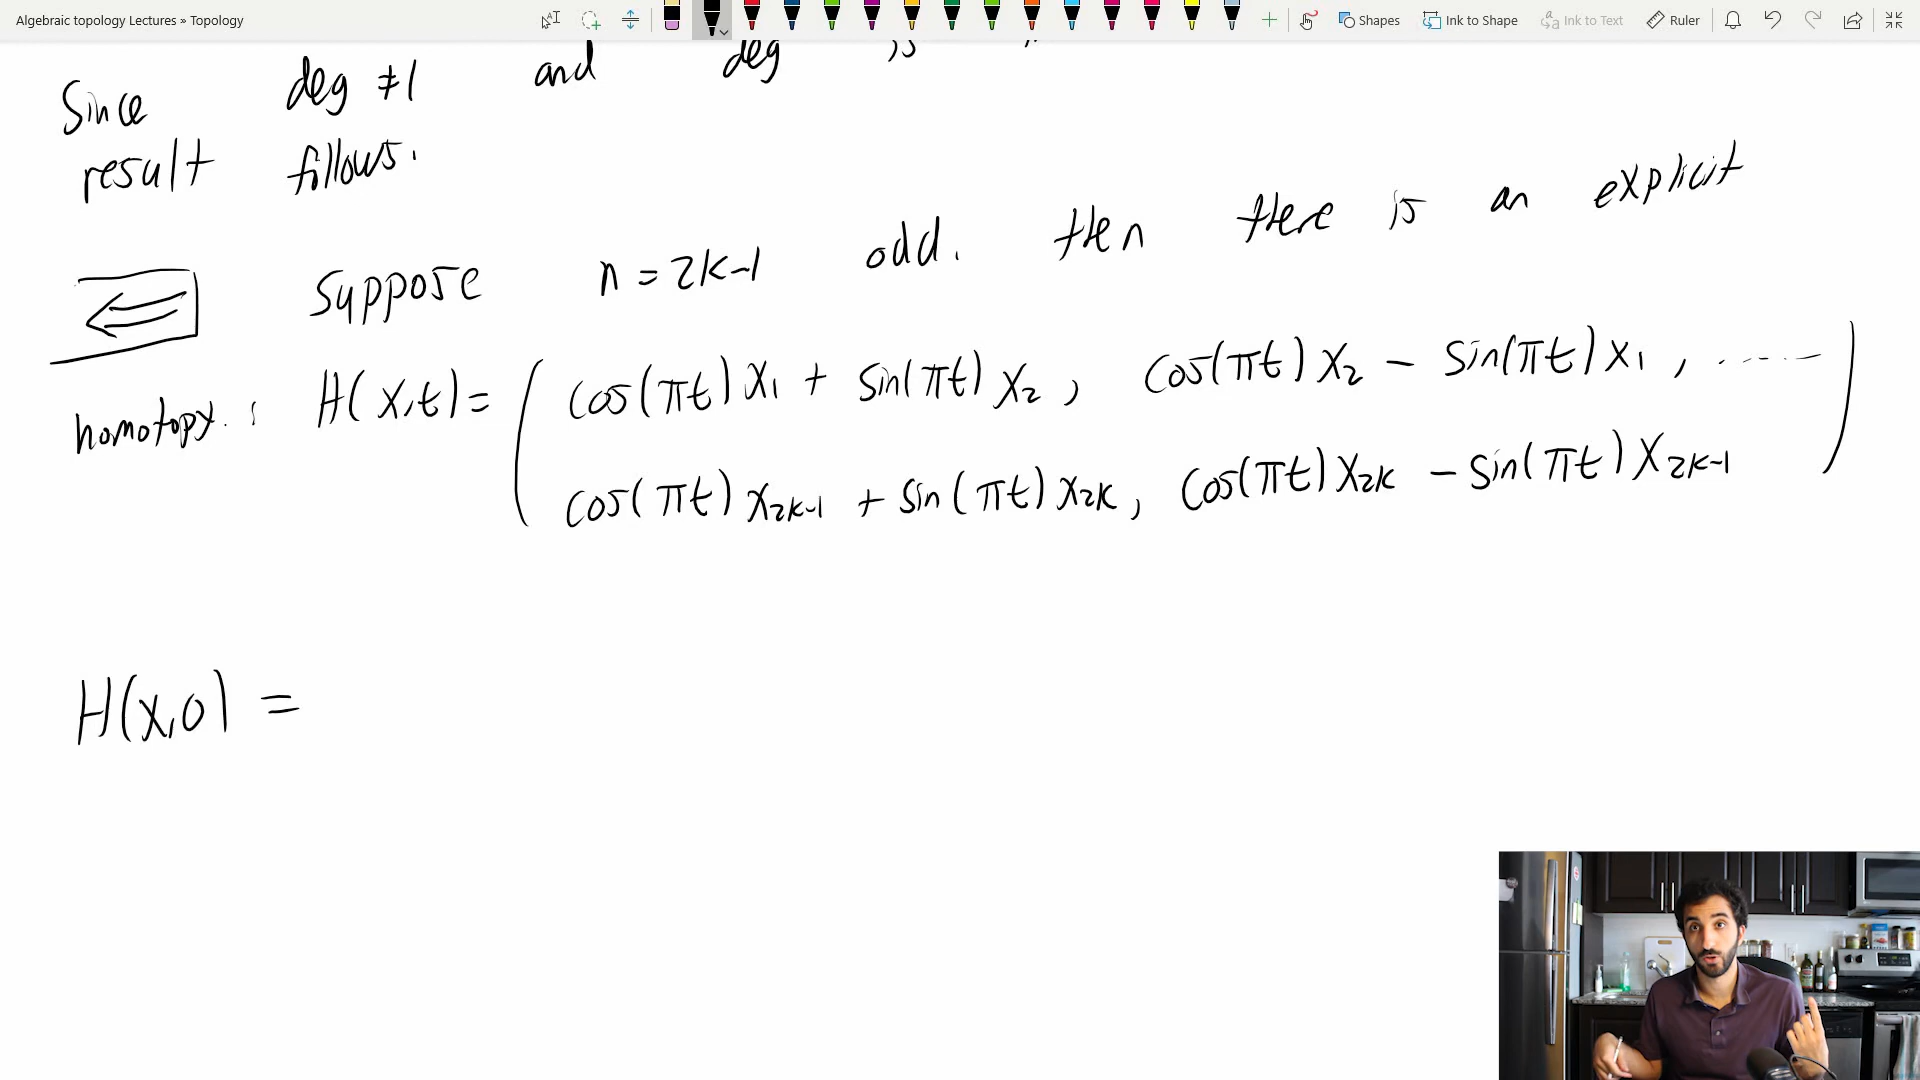 Algebraic topology Lectures » Topology
Shapes Ink to Shape Ink to Text Ruler
Since deg ≠1 and deg is
result follows.
Suppose n = 2k-1 odd. then there is an explicit
homotopy : H(x,t) = ( cos(πt) x₁ + sin(πt) x₂ , cos(πt) x₂ - sin(πt) x₁ , ......
cos(πt) x₂ₖ₋₁ + sin(πt) x₂ₖ , cos(πt) x₂ₖ - sin(πt) x₂ₖ₋₁ )
H(x,0) =